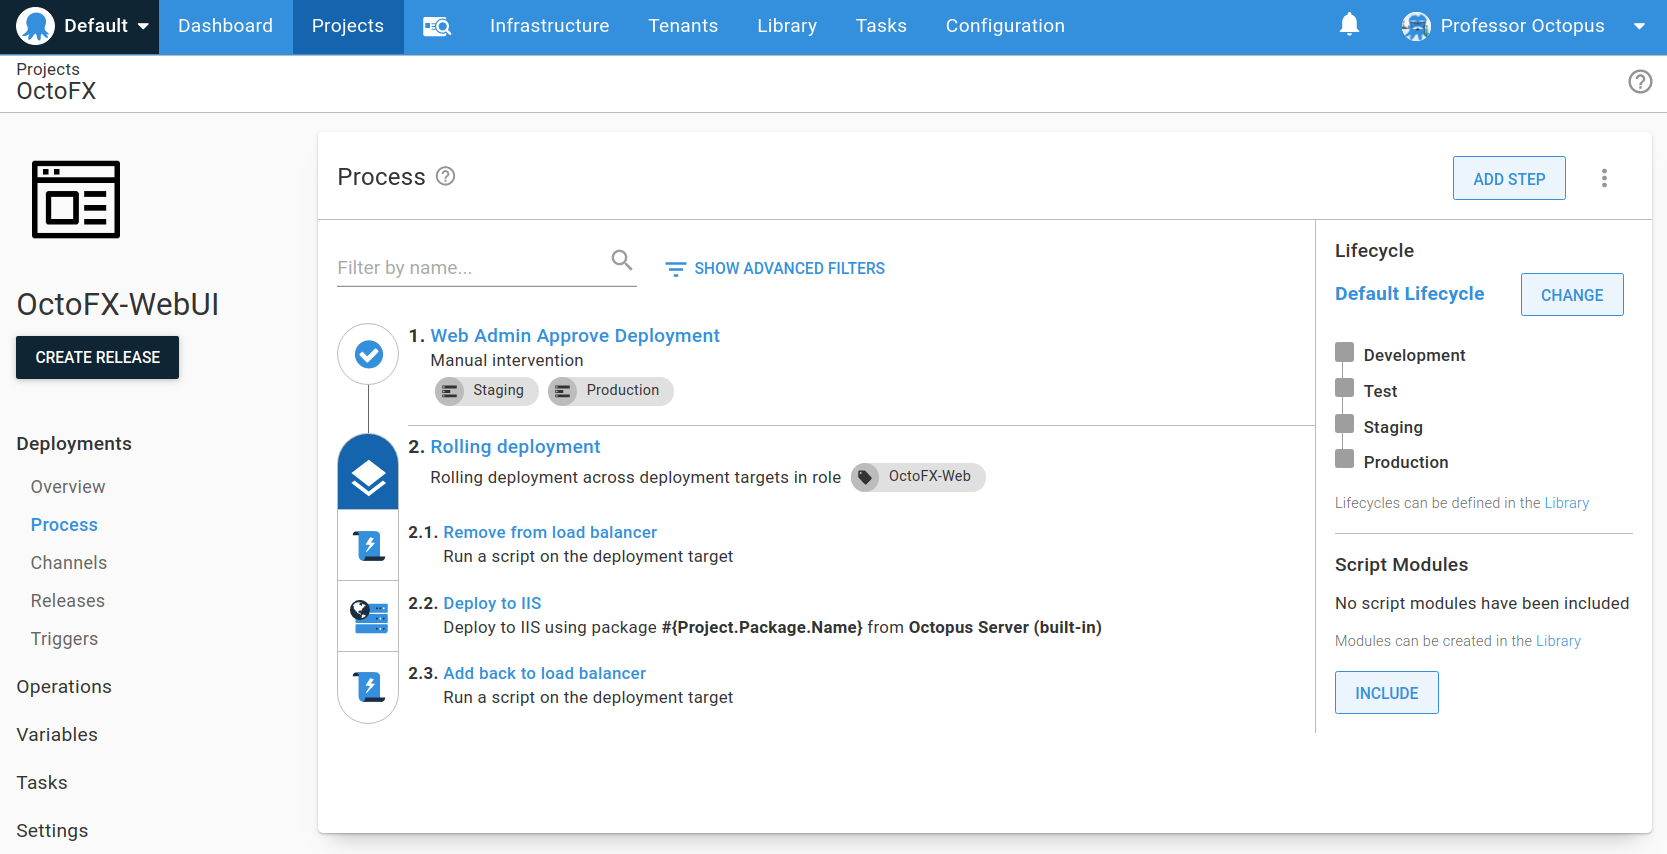 Default
Dashboard
Projects
Infrastructure
Tenants
Library
Tasks
Configuration
Professor Octopus
Projects
OctoFX
OctoFX-WebUI
CREATE RELEASE
Deployments
Overview
Process
Channels
Releases
Triggers
Operations
Variables
Tasks
Settings
Process
ADD STEP
Filter by name...
SHOW ADVANCED FILTERS
1. Web Admin Approve Deployment
Manual intervention
Staging
Production
2. Rolling deployment
Rolling deployment across deployment targets in role OctoFX-Web
2.1. Remove from load balancer
Run a script on the deployment target
2.2. Deploy to IIS
Deploy to IIS using package #{Project.Package.Name} from Octopus Server (built-in)
2.3. Add back to load balancer
Run a script on the deployment target
Lifecycle
Default Lifecycle
CHANGE
Development
Test
Staging
Production
Lifecycles can be defined in the Library
Script Modules
No script modules have been included
Modules can be created in the Library
INCLUDE